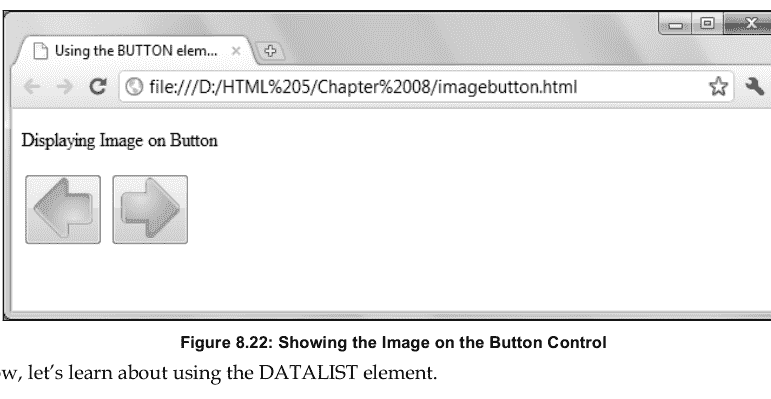 Using the BUTTON elem...
file:///D:/HTML%205/Chapter%2008/imagebutton.html
Displaying Image on Button
Figure 8.22: Showing the Image on the Button Control
let's learn about using the DATALIST element.